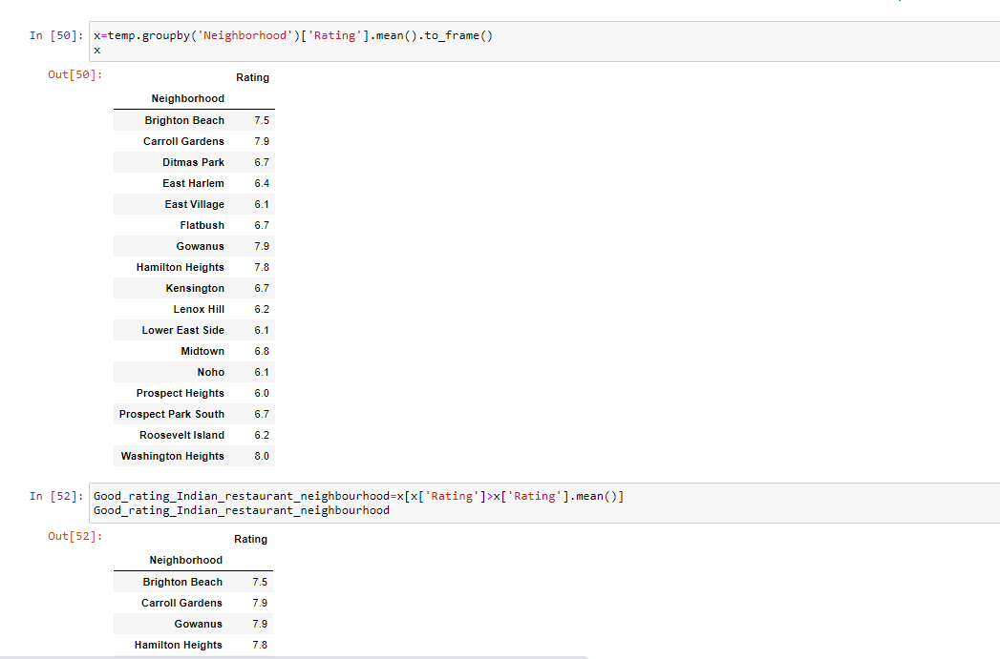 In [50]: x=temp.groupby('Neighborhood')['Rating'].mean().to_frame()
x
Out[50]:
Rating
Neighborhood
Brighton Beach 7.5
Carroll Gardens 7.9
Ditmas Park 6.7
East Harlem 6.4
East Village 6.1
Flatbush 6.7
Gowanus 7.9
Hamilton Heights 7.8
Kensington 6.7
Lenox Hill 6.2
Lower East Side 6.1
Midtown 6.8
Noho 6.1
Prospect Heights 6.0
Prospect Park South 6.7
Roosevelt Island 6.2
Washington Heights 8.0
In [52]: Good_rating_Indian_restaurant_neighbourhood=x[x['Rating']>x['Rating'].mean()]
Good_rating_Indian_restaurant_neighbourhood
Out[52]:
Rating
Neighborhood
Brighton Beach 7.5
Carroll Gardens 7.9
Gowanus 7.9
Hamilton Heights 7.8